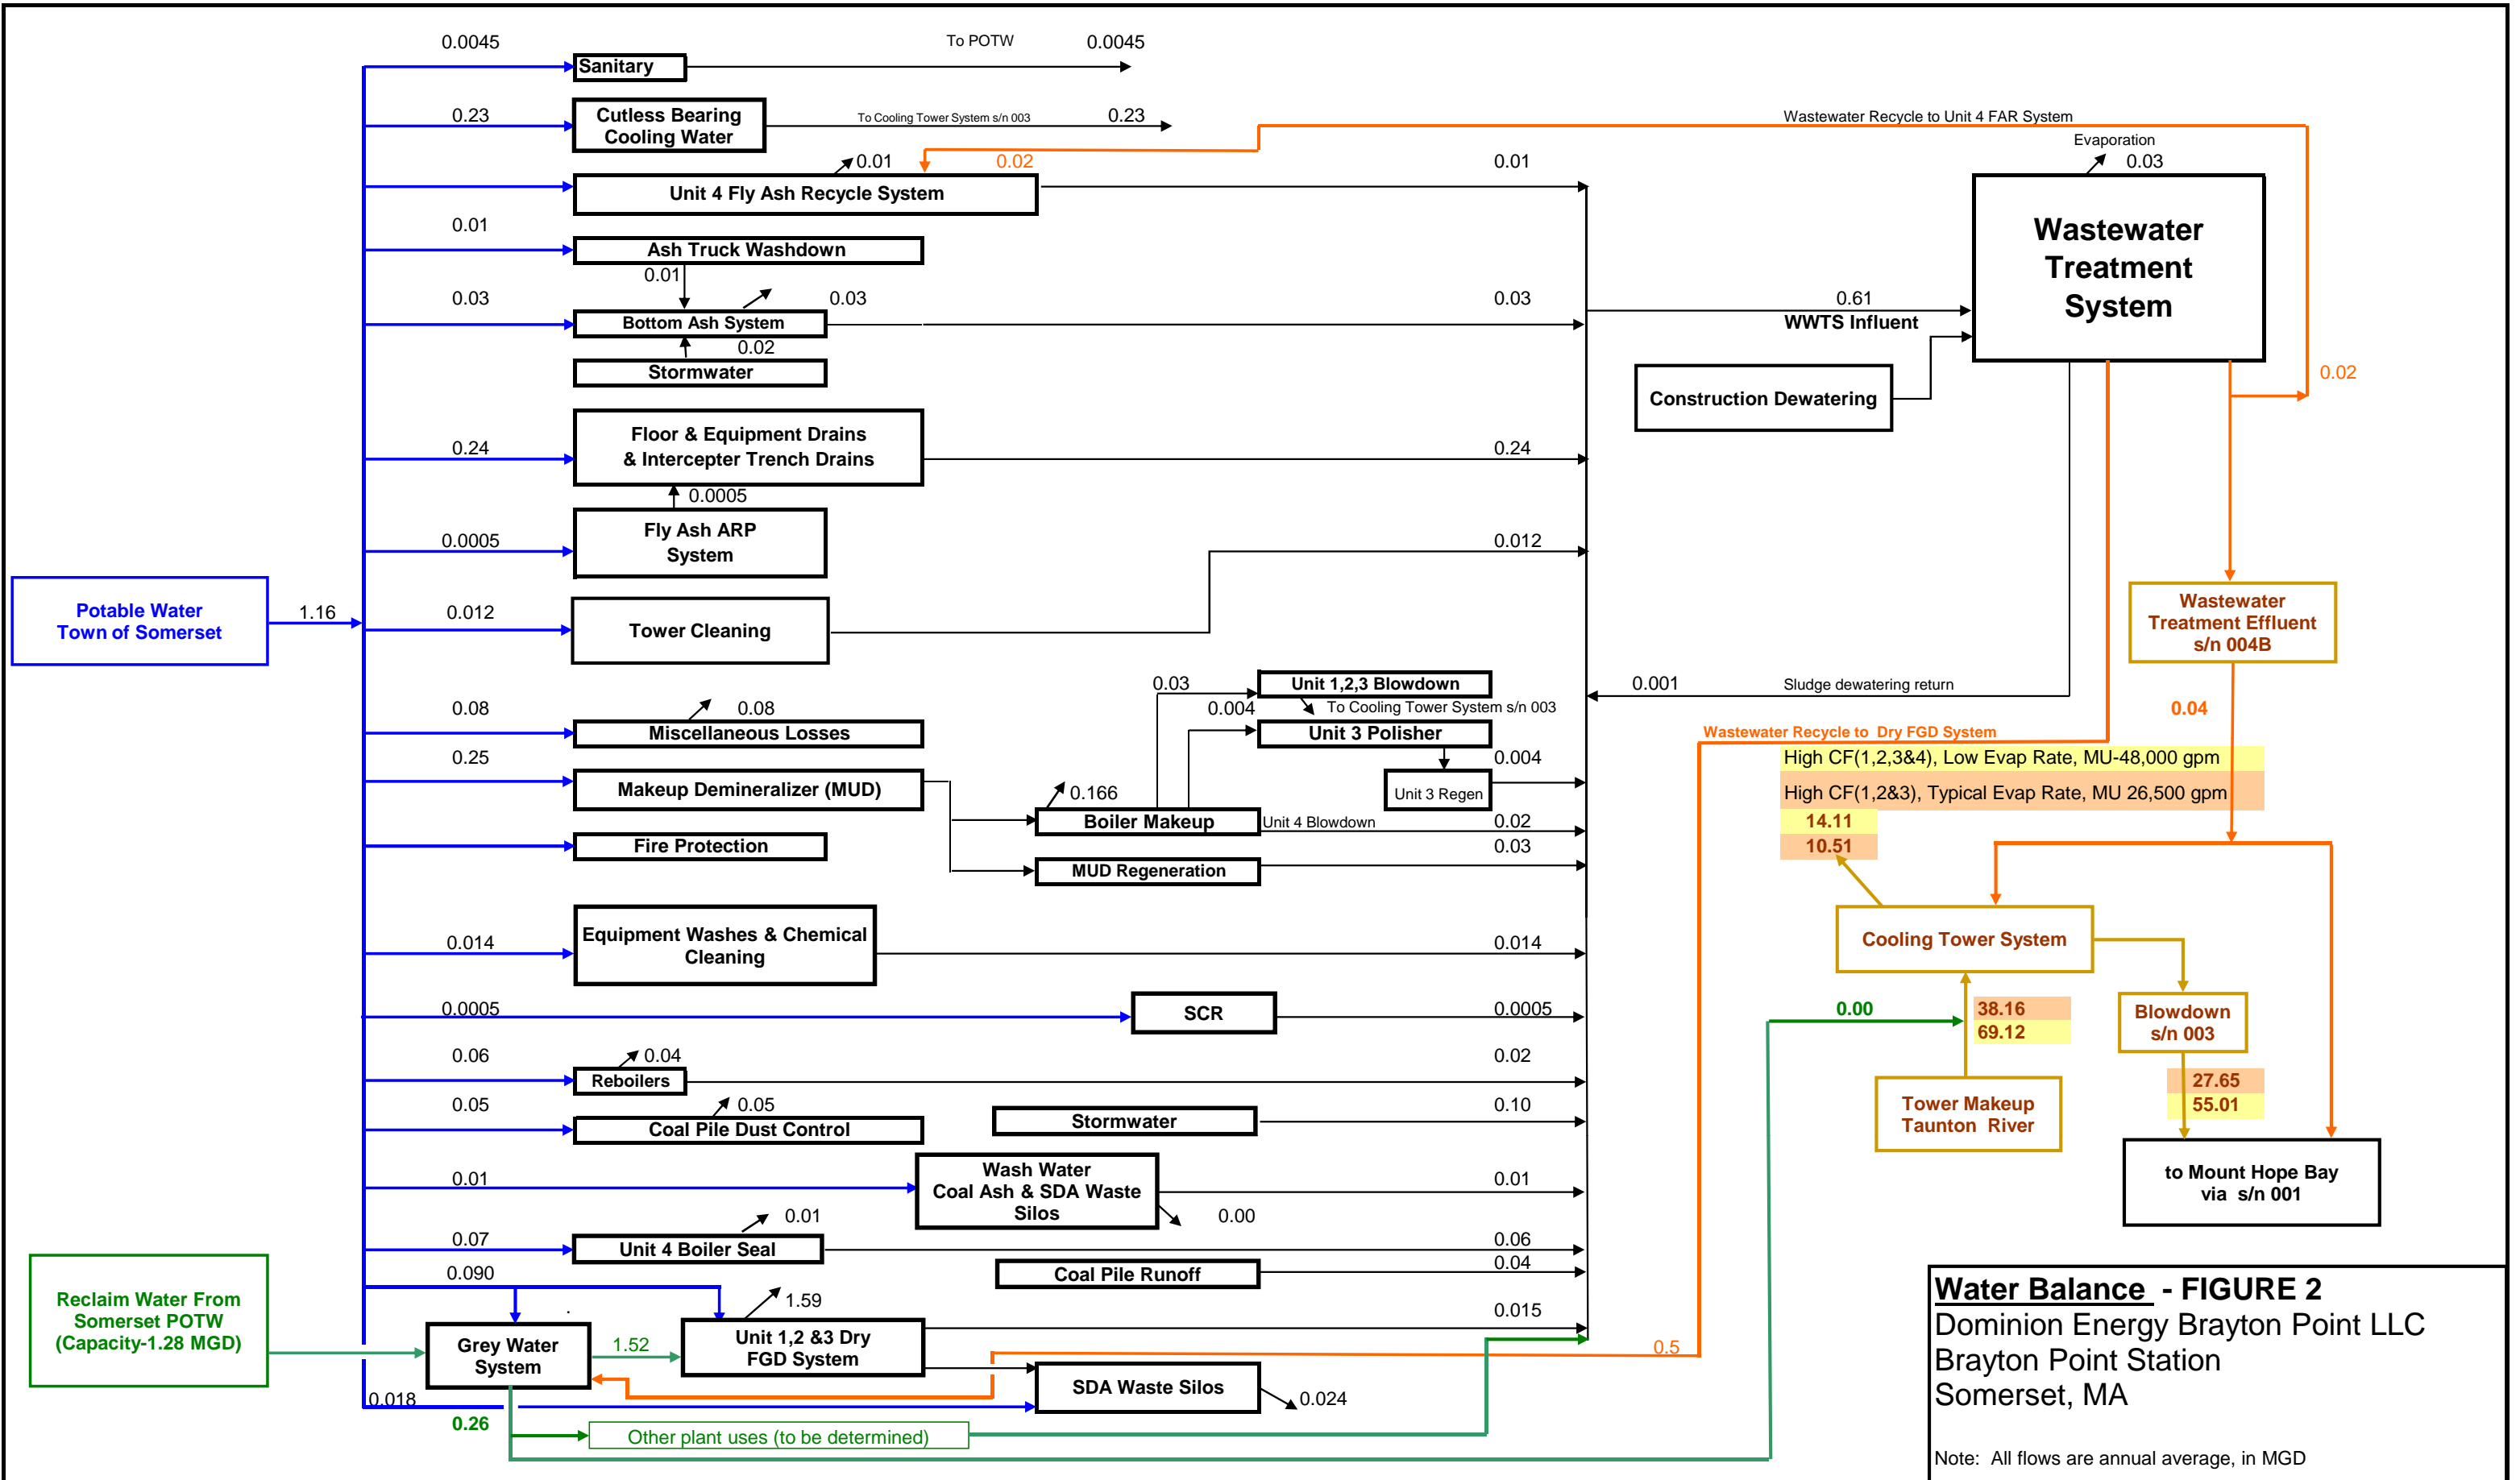 0.0045
To POTW
0.0045
Sanitary
0.23
Cutless Bearing
Cooling Water
To Cooling Tower System s/n 003
0.23
Wastewater Recycle to Unit 4 FAR System
Evaporation
0.03
0.01
0.02
0.01
Unit 4 Fly Ash Recycle System
Wastewater
Treatment
System
0.01
Ash Truck Washdown
0.01
0.03
0.03
0.03
Bottom Ash System
0.02
Stormwater
0.61
WWTS Influent
Construction Dewatering
0.02
0.24
Floor & Equipment Drains
& Intercepter Trench Drains
0.24
0.0005
0.0005
Fly Ash ARP
System
0.012
Potable Water
Town of Somerset
1.16
0.012
Tower Cleaning
Wastewater
Treatment Effluent
s/n 004B
0.08
0.08
Miscellaneous Losses
0.03
Unit 1,2,3 Blowdown
0.004
To Cooling Tower System s/n 003
Unit 3 Polisher
0.001
Sludge dewatering return
0.04
Wastewater Recycle to Dry FGD System
0.25
Makeup Demineralizer (MUD)
0.166
Boiler Makeup
0.004
Unit 3 Regen
Unit 4 Blowdown
0.02
High CF(1,2,3&4), Low Evap Rate, MU-48,000 gpm
High CF(1,2&3), Typical Evap Rate, MU 26,500 gpm
14.11
10.51
Fire Protection
0.03
MUD Regeneration
0.014
Equipment Washes & Chemical
Cleaning
0.014
Cooling Tower System
0.0005
SCR
0.0005
0.00
38.16
69.12
Blowdown
s/n 003
0.06
0.04
Reboilers
0.02
27.65
55.01
Tower Makeup
Taunton River
0.05
0.05
Coal Pile Dust Control
Stormwater
0.10
0.01
Wash Water
Coal Ash & SDA Waste
Silos
0.01
0.00
to Mount Hope Bay
via s/n 001
0.07
0.01
Unit 4 Boiler Seal
0.06
Coal Pile Runoff
0.04
0.090
Reclaim Water From
Somerset POTW
(Capacity-1.28 MGD)
Grey Water
System
1.52
1.59
Unit 1,2 &3 Dry
FGD System
0.015
0.5
SDA Waste Silos
0.024
0.018
0.26
Other plant uses (to be determined)
Water Balance - FIGURE 2
Dominion Energy Brayton Point LLC
Brayton Point Station
Somerset, MA
Note: All flows are annual average, in MGD